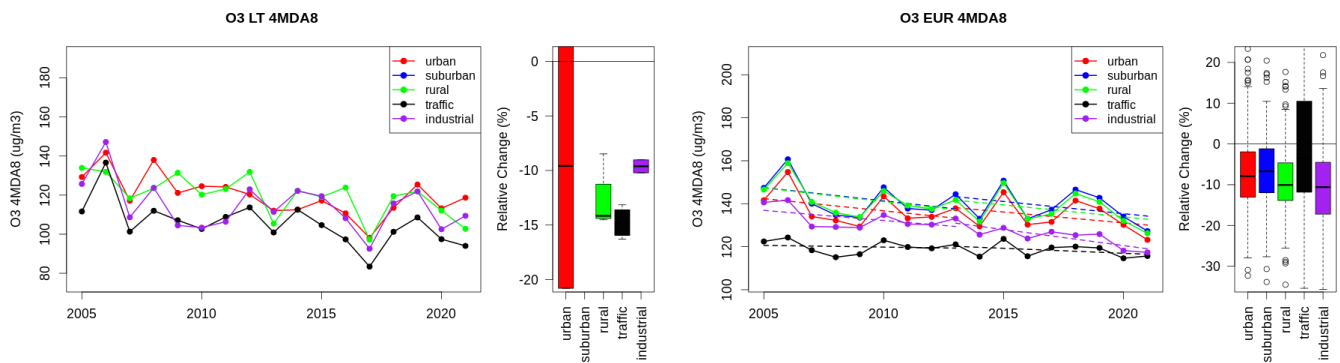 O3 LT 4MDA8
O3 4MDA8 (ug/m3)
180
160
140
120
100
80
2005
2010
2015
2020
urban
suburban
rural
traffic
industrial
Relative Change (%)
0
-5
-10
-15
-20
urban
suburban
rural
traffic
industrial
O3 EUR 4MDA8
O3 4MDA8 (ug/m3)
200
180
160
140
120
100
2005
2010
2015
2020
urban
suburban
rural
traffic
industrial
Relative Change (%)
20
10
0
-10
-20
-30
urban
suburban
rural
traffic
industrial